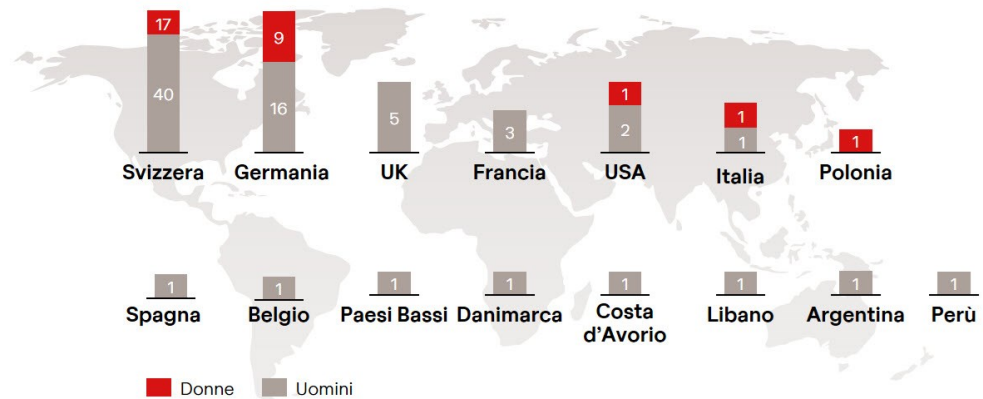 17
9
40
16
5
3
1
2
1
1
1
Svizzera Germania UK Francia USA Italia Polonia
1 1 1 1 1 1 1 1
Spagna Belgio Paesi Bassi Danimarca Costa d'Avorio Libano Argentina Perù
Donne Uomini